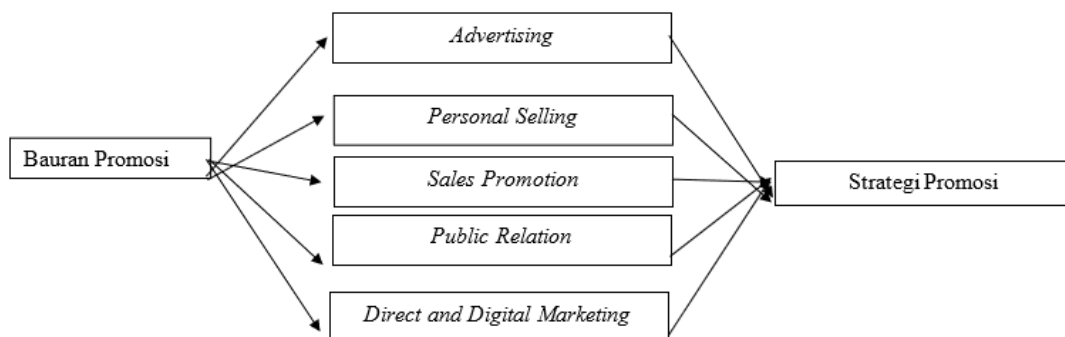 Advertising
Personal Selling
Bauran Promosi
Sales Promotion
Strategi Promosi
Public Relation
Direct and Digital Marketing